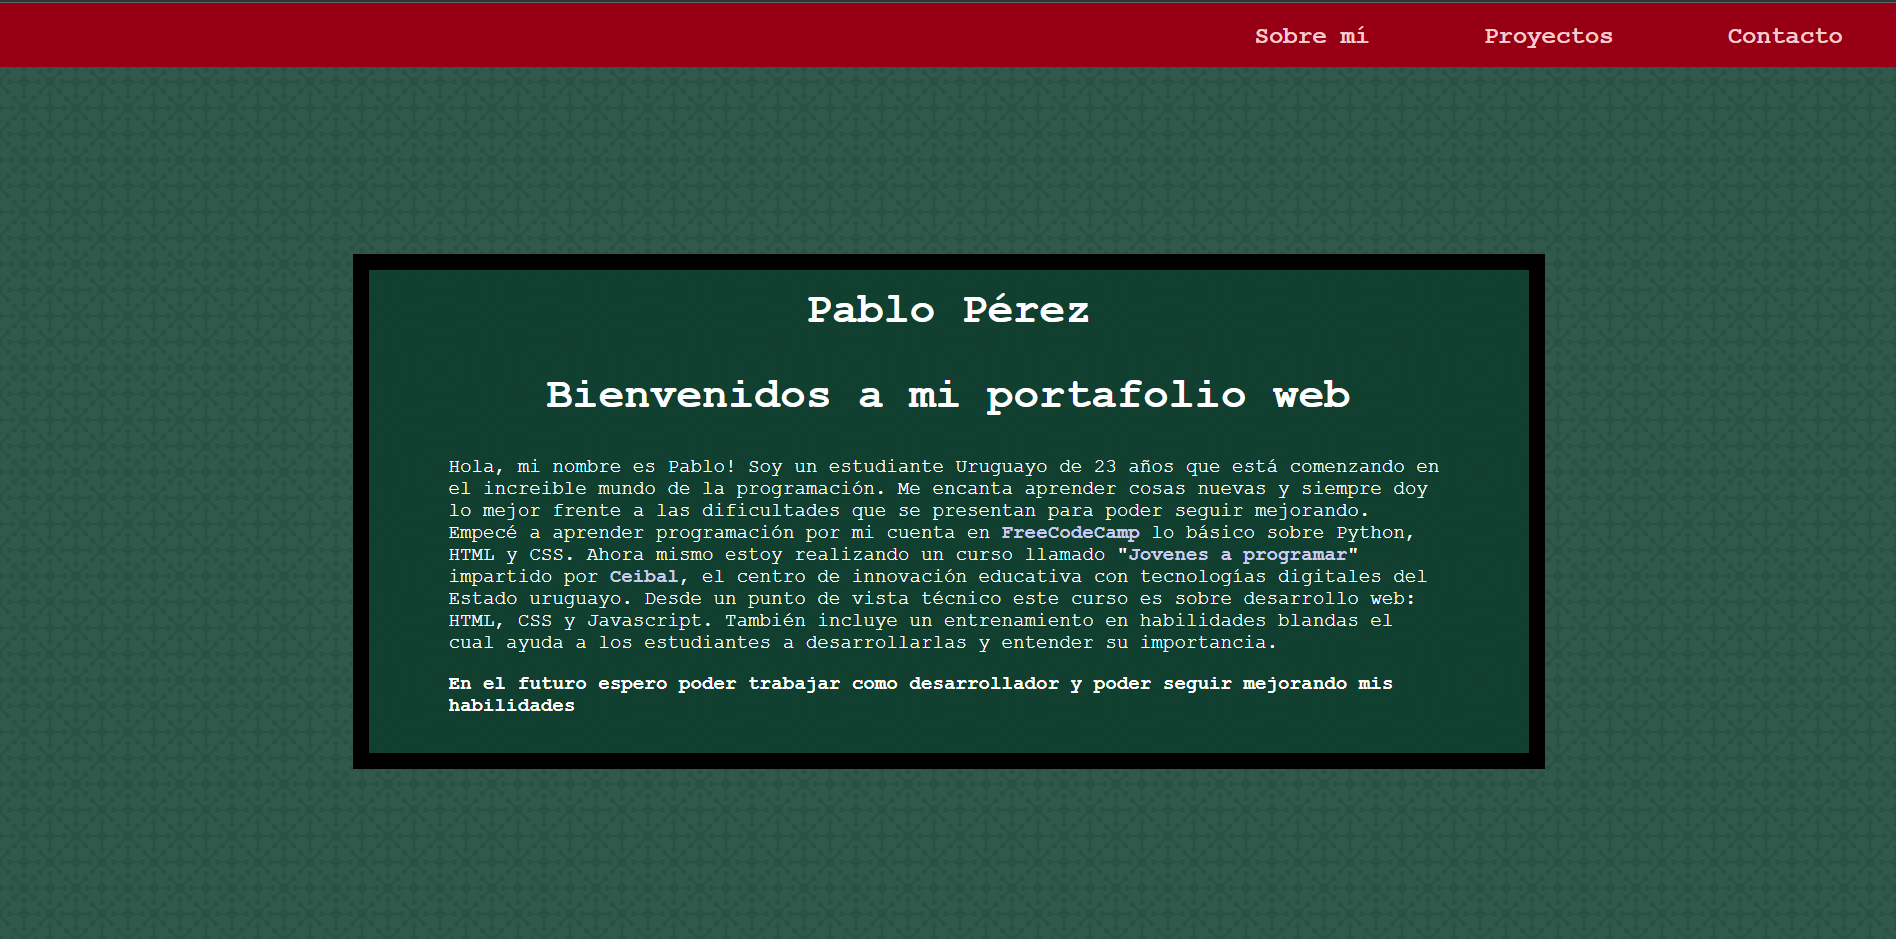 Sobre mí Proyectos Contacto
Pablo Pérez
Bienvenidos a mi portafolio web
Hola, mi nombre es Pablo! Soy un estudiante Uruguayo de 23 años que está comenzando en
el increible mundo de la programación. Me encanta aprender cosas nuevas y siempre doy
lo mejor frente a las dificultades que se presentan para poder seguir mejorando.
Empecé a aprender programación por mi cuenta en FreeCodeCamp lo básico sobre Python,
HTML y CSS. Ahora mismo estoy realizando un curso llamado "Jovenes a programar"
impartido por Ceibal, el centro de innovación educativa con tecnologías digitales del
Estado uruguayo. Desde un punto de vista técnico este curso es sobre desarrollo web:
HTML, CSS y Javascript. También incluye un entrenamiento en habilidades blandas el
cual ayuda a los estudiantes a desarrollarlas y entender su importancia.
En el futuro espero poder trabajar como desarrollador y poder seguir mejorando mis
habilidades